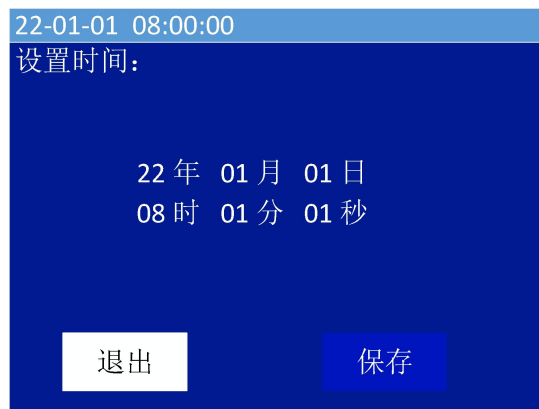 22-01-01 08:00:00
设置时间：
22 年 01 月 01 日
08 时 01 分 01 秒
退出 保存